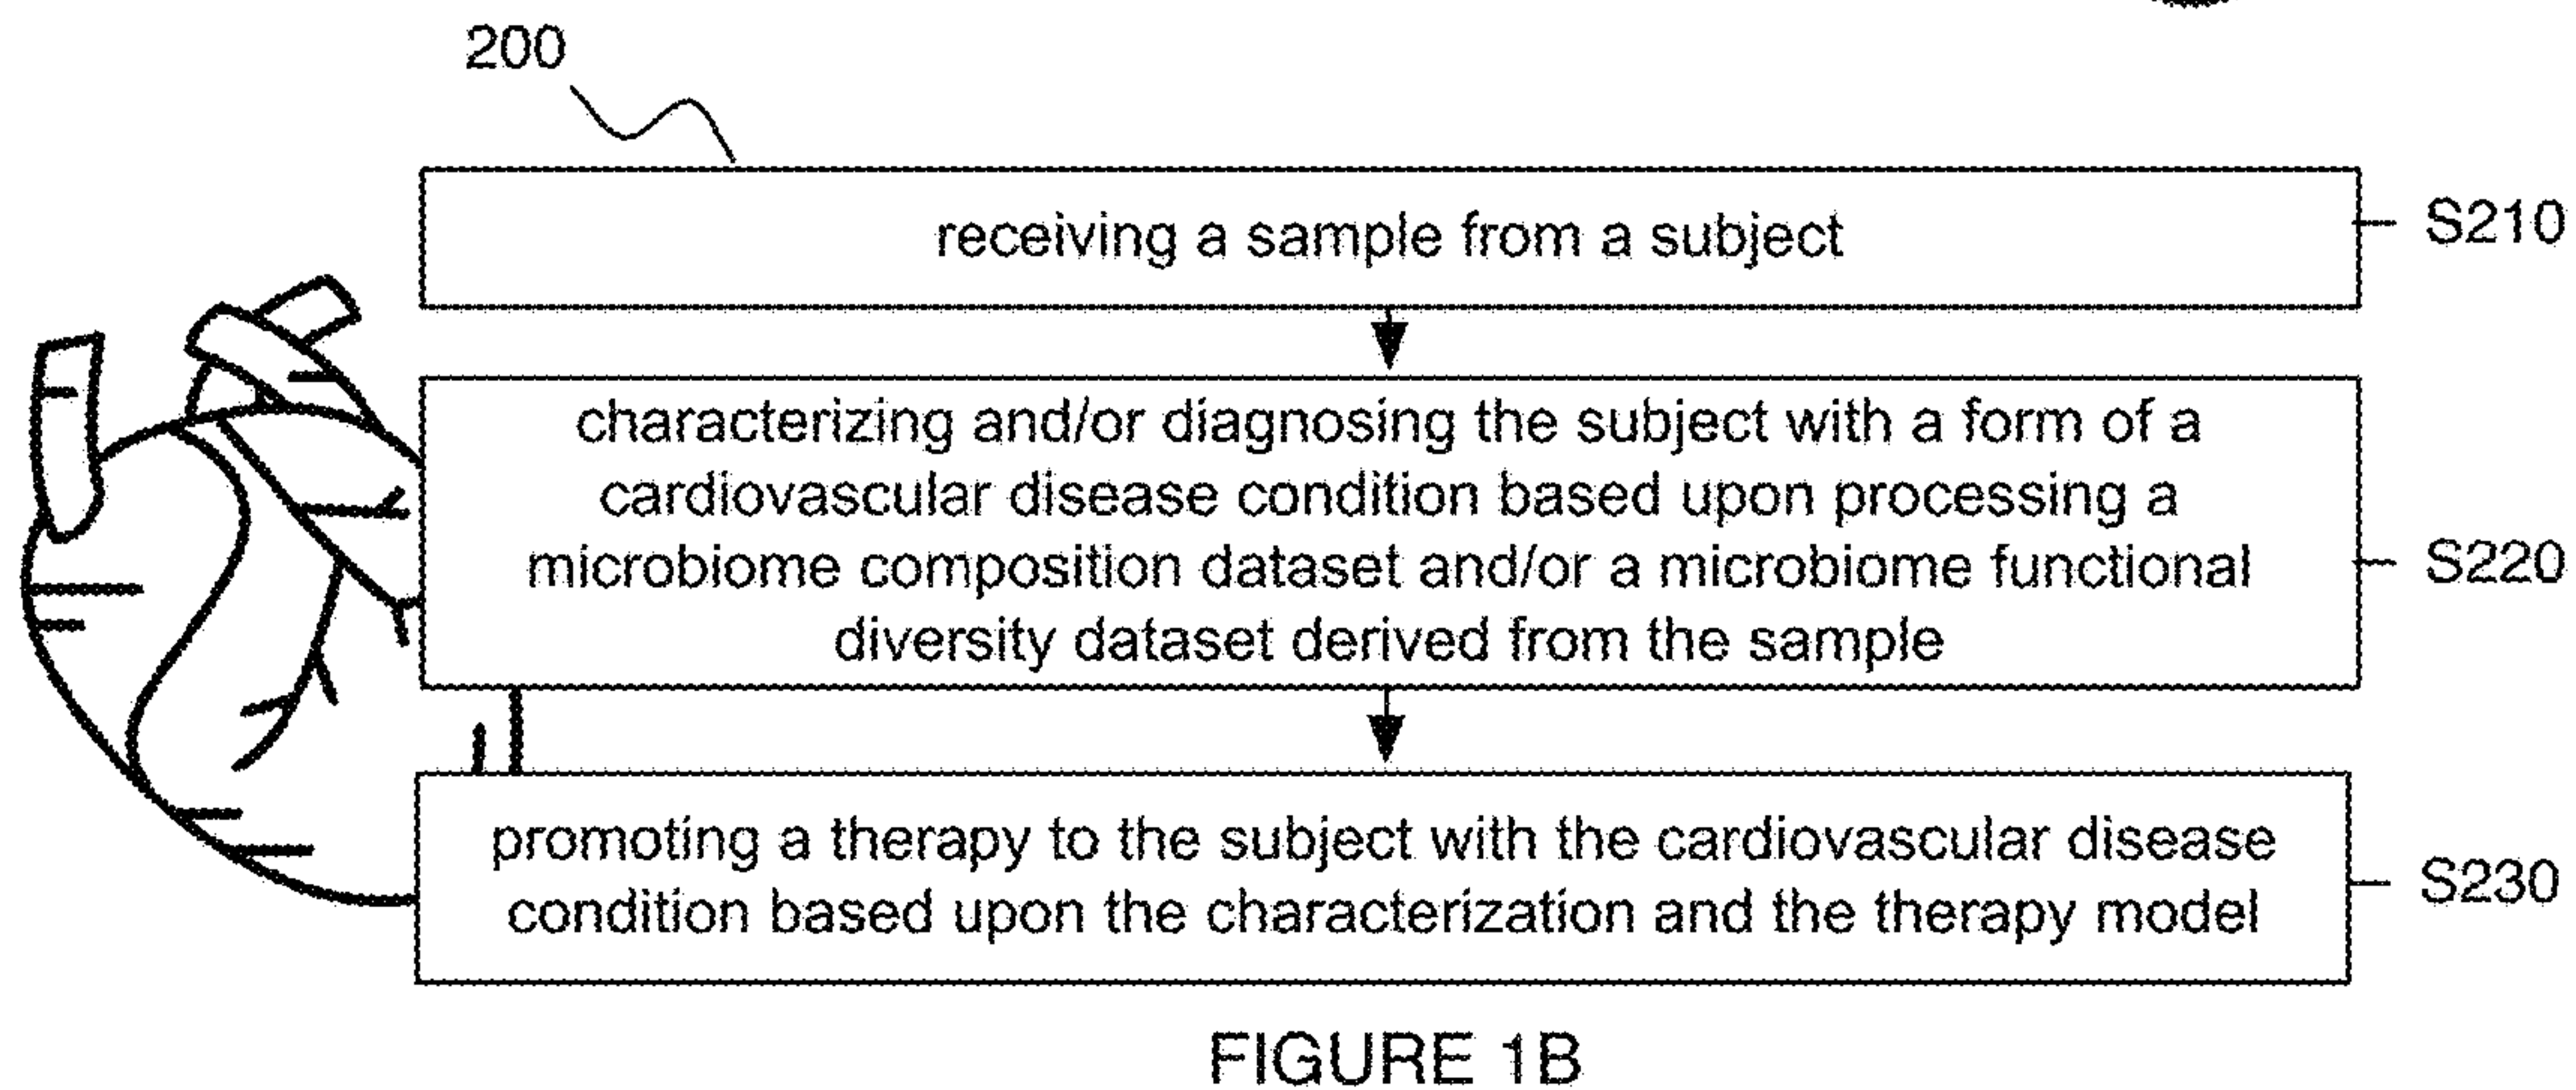 200
receiving a sample from a subject
S210
characterizing and/or diagnosing the subject with a form of a
cardiovascular disease condition based upon processing a
microbiome composition dataset and/or a microbiome functional
diversity dataset derived from the sample
S220
promoting a therapy to the subject with the cardiovascular disease
condition based upon the characterization and the therapy model
S230
FIGURE 1B